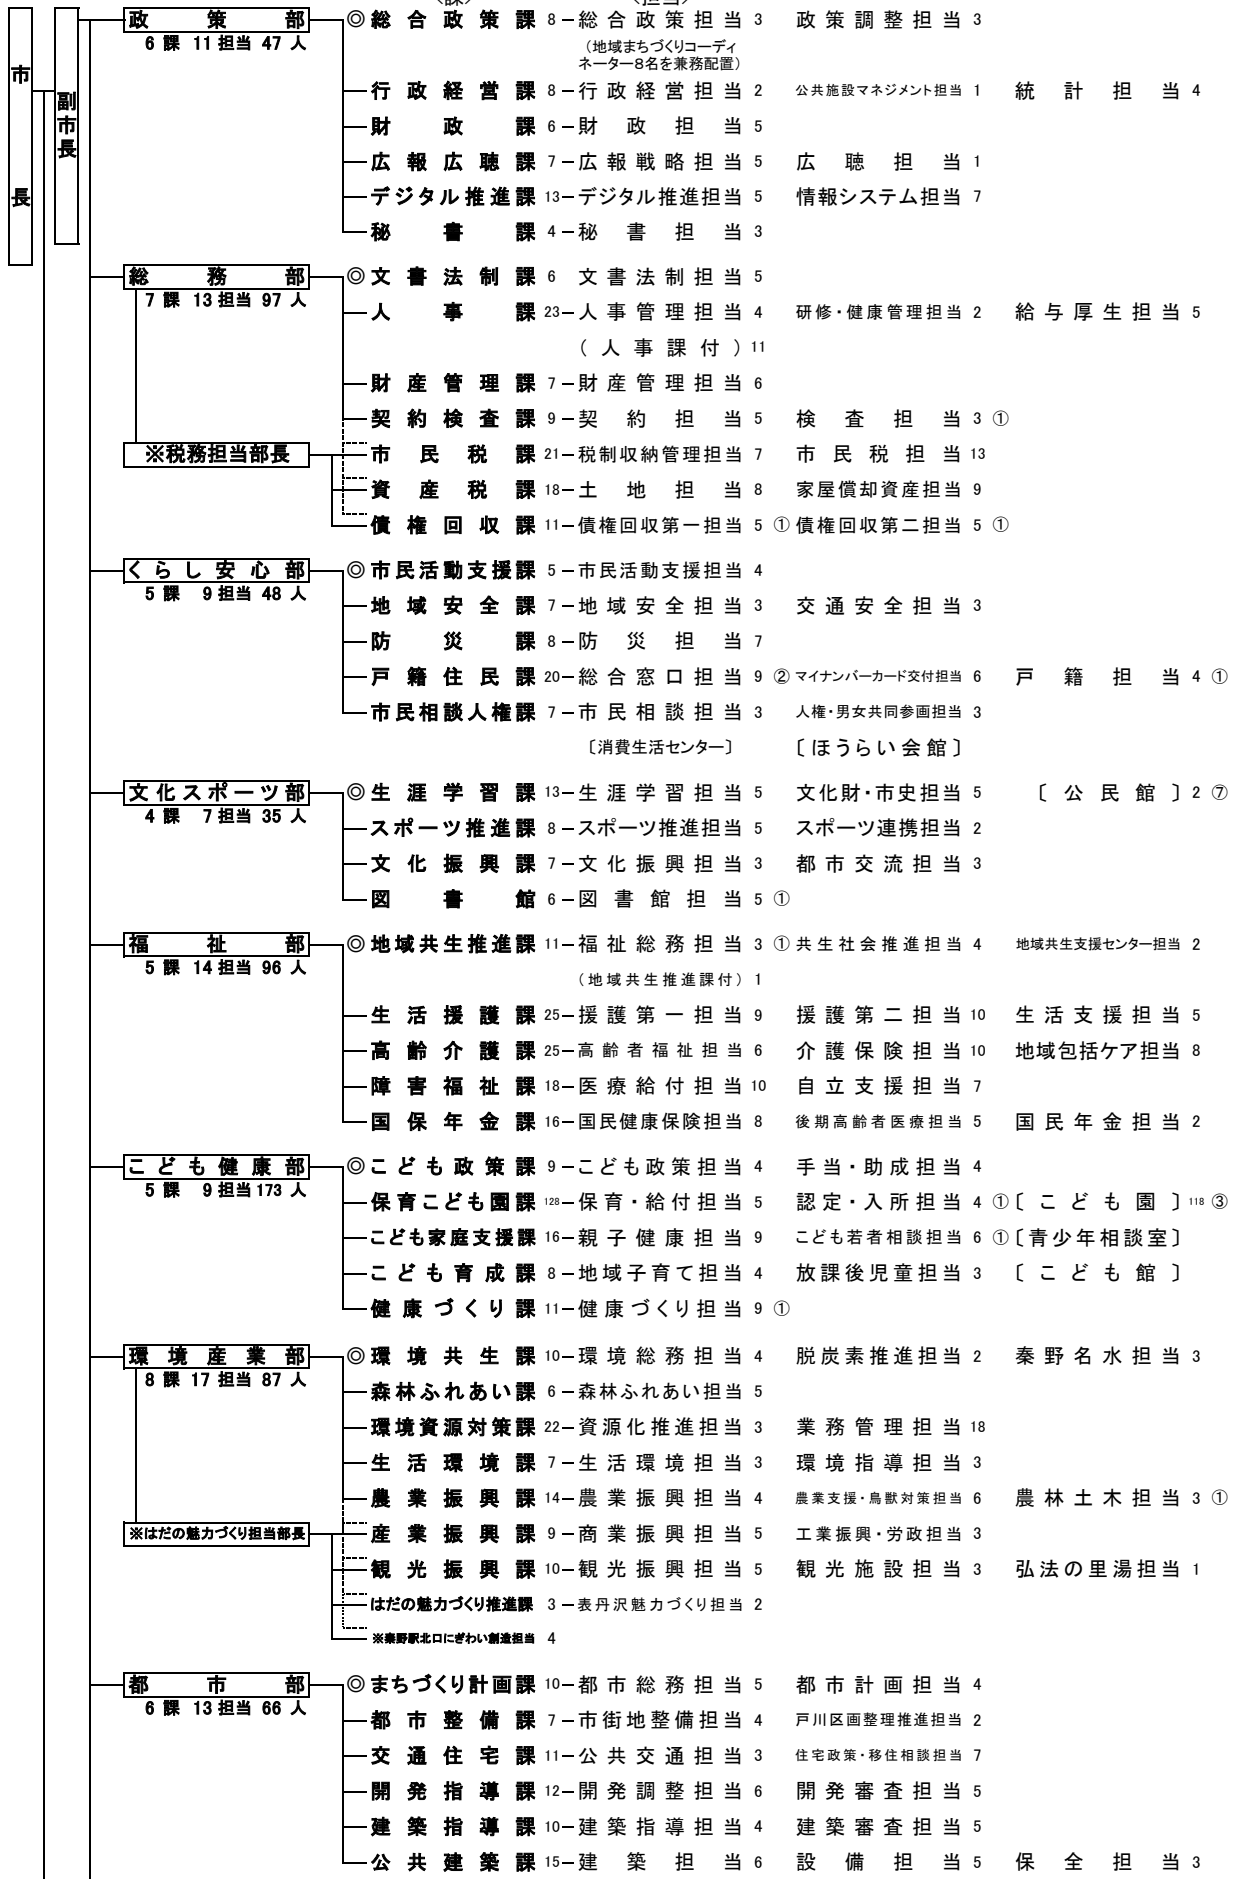 〈課〉 〈担当〉
市長
副市長
政策部 ◎総合政策課 8 総合政策担当 3 政策調整担当 3
6課 11担当 47人
(地域まちづくりコーディ
ネーター8名を兼務配置)
行政経営課 8 行政経営担当 2 公共施設マネジメント担当 1 統計担当 4
財政課 6 財政担当 5
広報広聴課 7 広報戦略担当 5 広聴担当 1
デジタル推進課 13 デジタル推進担当 5 情報システム担当 7
秘書課 4 秘書担当 3
総務部 ◎文書法制課 6 文書法制担当 5
7課 13担当 97人
人事課 23 人事管理担当 4 研修・健康管理担当 2 給与厚生担当 5
(人事課付) 11
財産管理課 7 財産管理担当 6
契約検査課 9 契約担当 5 検査担当 3 ①
※税務担当部長 市民税課 21 税制収納管理担当 7 市民税担当 13
資産税課 18 土地担当 8 家屋償却資産担当 9
債権回収課 11 債権回収第一担当 5 ① 債権回収第二担当 5 ①
くらし安心部 ◎市民活動支援課 5 市民活動支援担当 4
5課 9担当 48人
地域安全課 7 地域安全担当 3 交通安全担当 3
防災課 8 防災担当 7
戸籍住民課 20 総合窓口担当 9 ② マイナンバーカード交付担当 6 戸籍担当 4 ①
市民相談人権課 7 市民相談担当 3 人権・男女共同参画担当 3
〔消費生活センター〕 〔ほうらい会館〕
文化スポーツ部 ◎生涯学習課 13 生涯学習担当 5 文化財・市史担当 5 〔公民館〕 2 ⑦
4課 7担当 35人
スポーツ推進課 8 スポーツ推進担当 5 スポーツ連携担当 2
文化振興課 7 文化振興担当 3 都市交流担当 3
図書館 6 図書館担当 5 ①
福祉部 ◎地域共生推進課 11 福祉総務担当 3 ① 共生社会推進担当 4 地域共生支援センター担当 2
5課 14担当 96人
(地域共生推進課付) 1
生活援護課 25 援護第一担当 9 援護第二担当 10 生活支援担当 5
高齢介護課 25 高齢者福祉担当 6 介護保険担当 10 地域包括ケア担当 8
障害福祉課 18 医療給付担当 10 自立支援担当 7
国保年金課 16 国民健康保険担当 8 後期高齢者医療担当 5 国民年金担当 2
こども健康部 ◎こども政策課 9 こども政策担当 4 手当・助成担当 4
5課 9担当 173人
保育こども園課 128 保育・給付担当 5 認定・入所担当 4 ① 〔こども園〕 118 ③
こども家庭支援課 16 親子健康担当 9 こども若者相談担当 6 ① 〔青少年相談室〕
こども育成課 8 地域子育て担当 4 放課後児童担当 3 〔こども館〕
健康づくり課 11 健康づくり担当 9 ①
環境産業部 ◎環境共生課 10 環境総務担当 4 脱炭素推進担当 2 秦野名水担当 3
8課 17担当 87人
森林ふれあい課 6 森林ふれあい担当 5
環境資源対策課 22 資源化推進担当 3 業務管理担当 18
生活環境課 7 生活環境担当 3 環境指導担当 3
農業振興課 14 農業振興担当 4 農業支援・鳥獣対策担当 6 農林土木担当 3 ①
※はだの魅力づくり担当部長 産業振興課 9 商業振興担当 5 工業振興・労政担当 3
観光振興課 10 観光振興担当 5 観光施設担当 3 弘法の里湯担当 1
はだの魅力づくり推進課 3 表丹沢魅力づくり担当 2
※秦野駅北口にぎわい創造担当 4
都市部 ◎まちづくり計画課 10 都市総務担当 5 都市計画担当 4
6課 13担当 66人
都市整備課 7 市街地整備担当 4 戸川区画整理推進担当 2
交通住宅課 11 公共交通担当 3 住宅政策・移住相談担当 7
開発指導課 12 開発調整担当 6 開発審査担当 5
建築指導課 10 建築指導担当 4 建築審査担当 5
公共建築課 15 建築担当 6 設備担当 5 保全担当 3